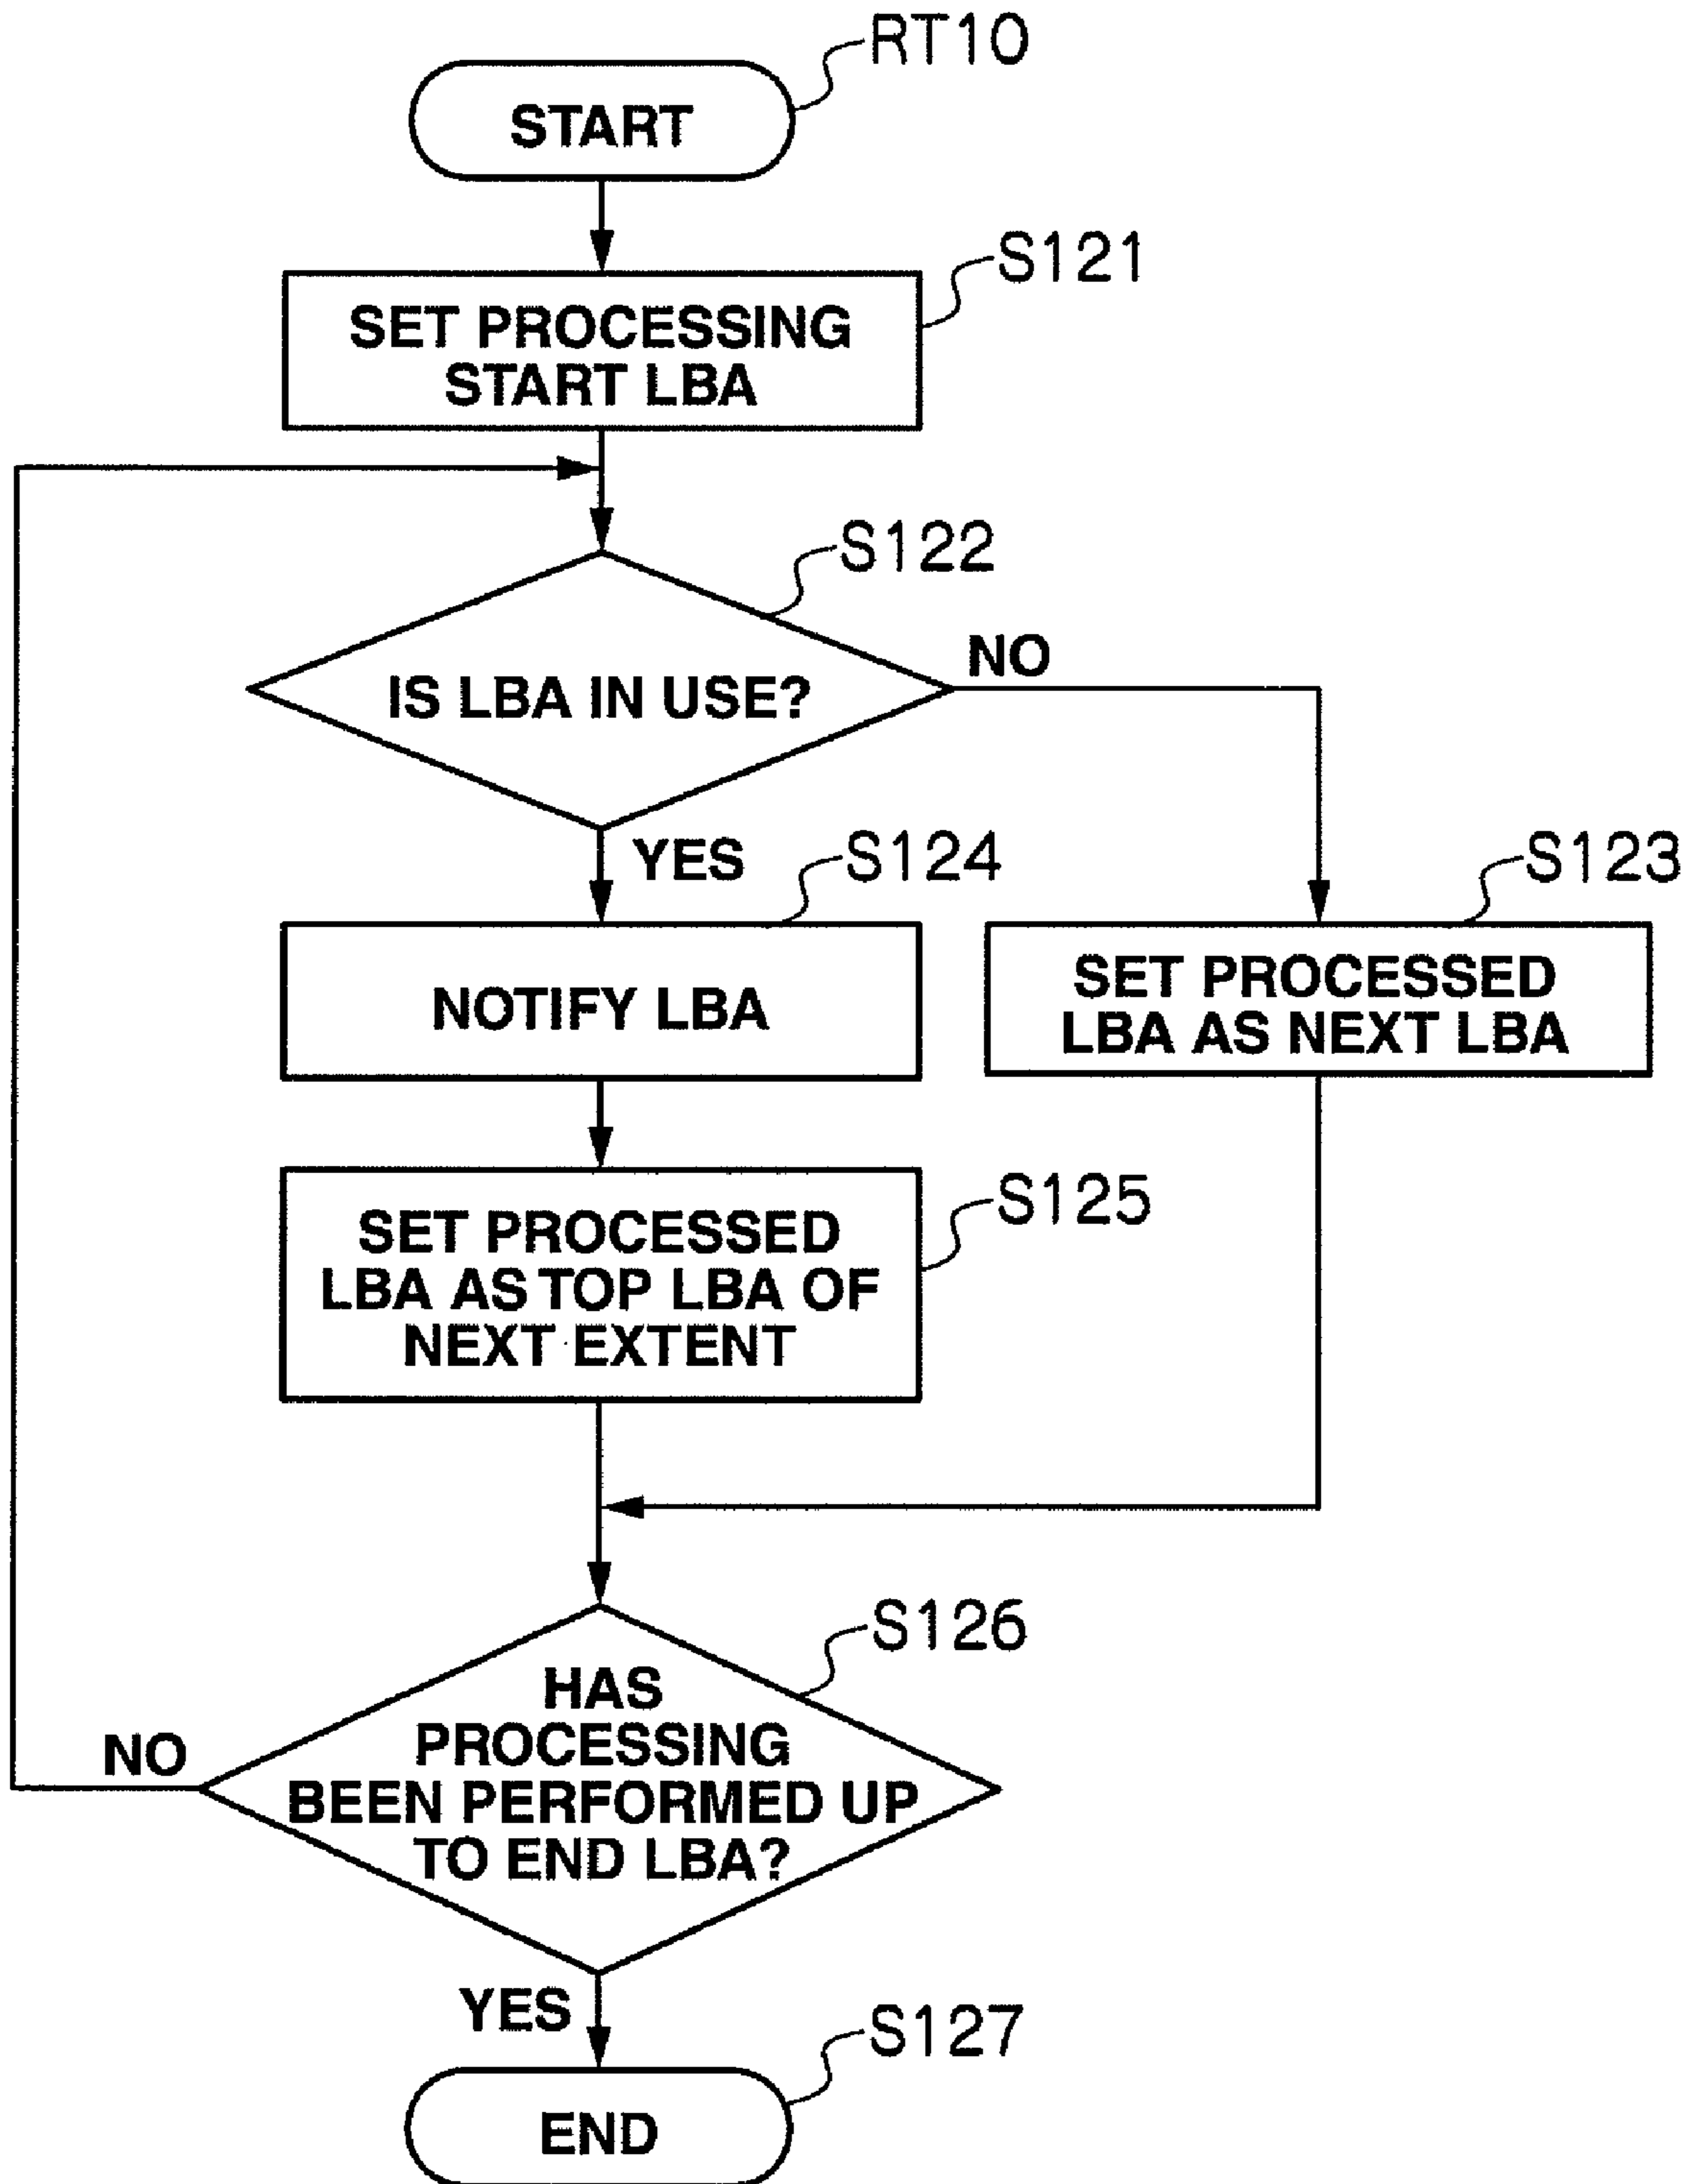 RT10
START
S121
SET PROCESSING
START LBA
S122
NO
IS LBA IN USE?
YES
S124
S123
NOTIFY LBA
SET PROCESSED
LBA AS NEXT LBA
S125
SET PROCESSED
LBA AS TOP LBA OF
NEXT EXTENT
S126
HAS
PROCESSING
BEEN PERFORMED UP
TO END LBA?
NO
YES
S127
END